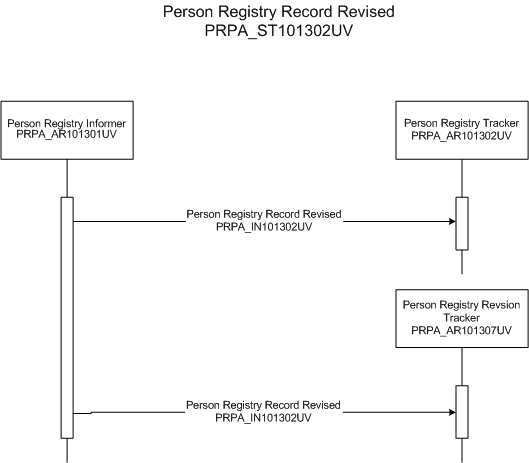 Person Registry Record Revised
PRPA_ST101302UV
Person Registry Informer
PRPA_AR101301UV
Person Registry Tracker
PRPA_AR101302UV
Person Registry Record Revised
PRPA_IN101302UV
Person Registry Revsion
Tracker
PRPA_AR101307UV
Person Registry Record Revised
PRPA_IN101302UV